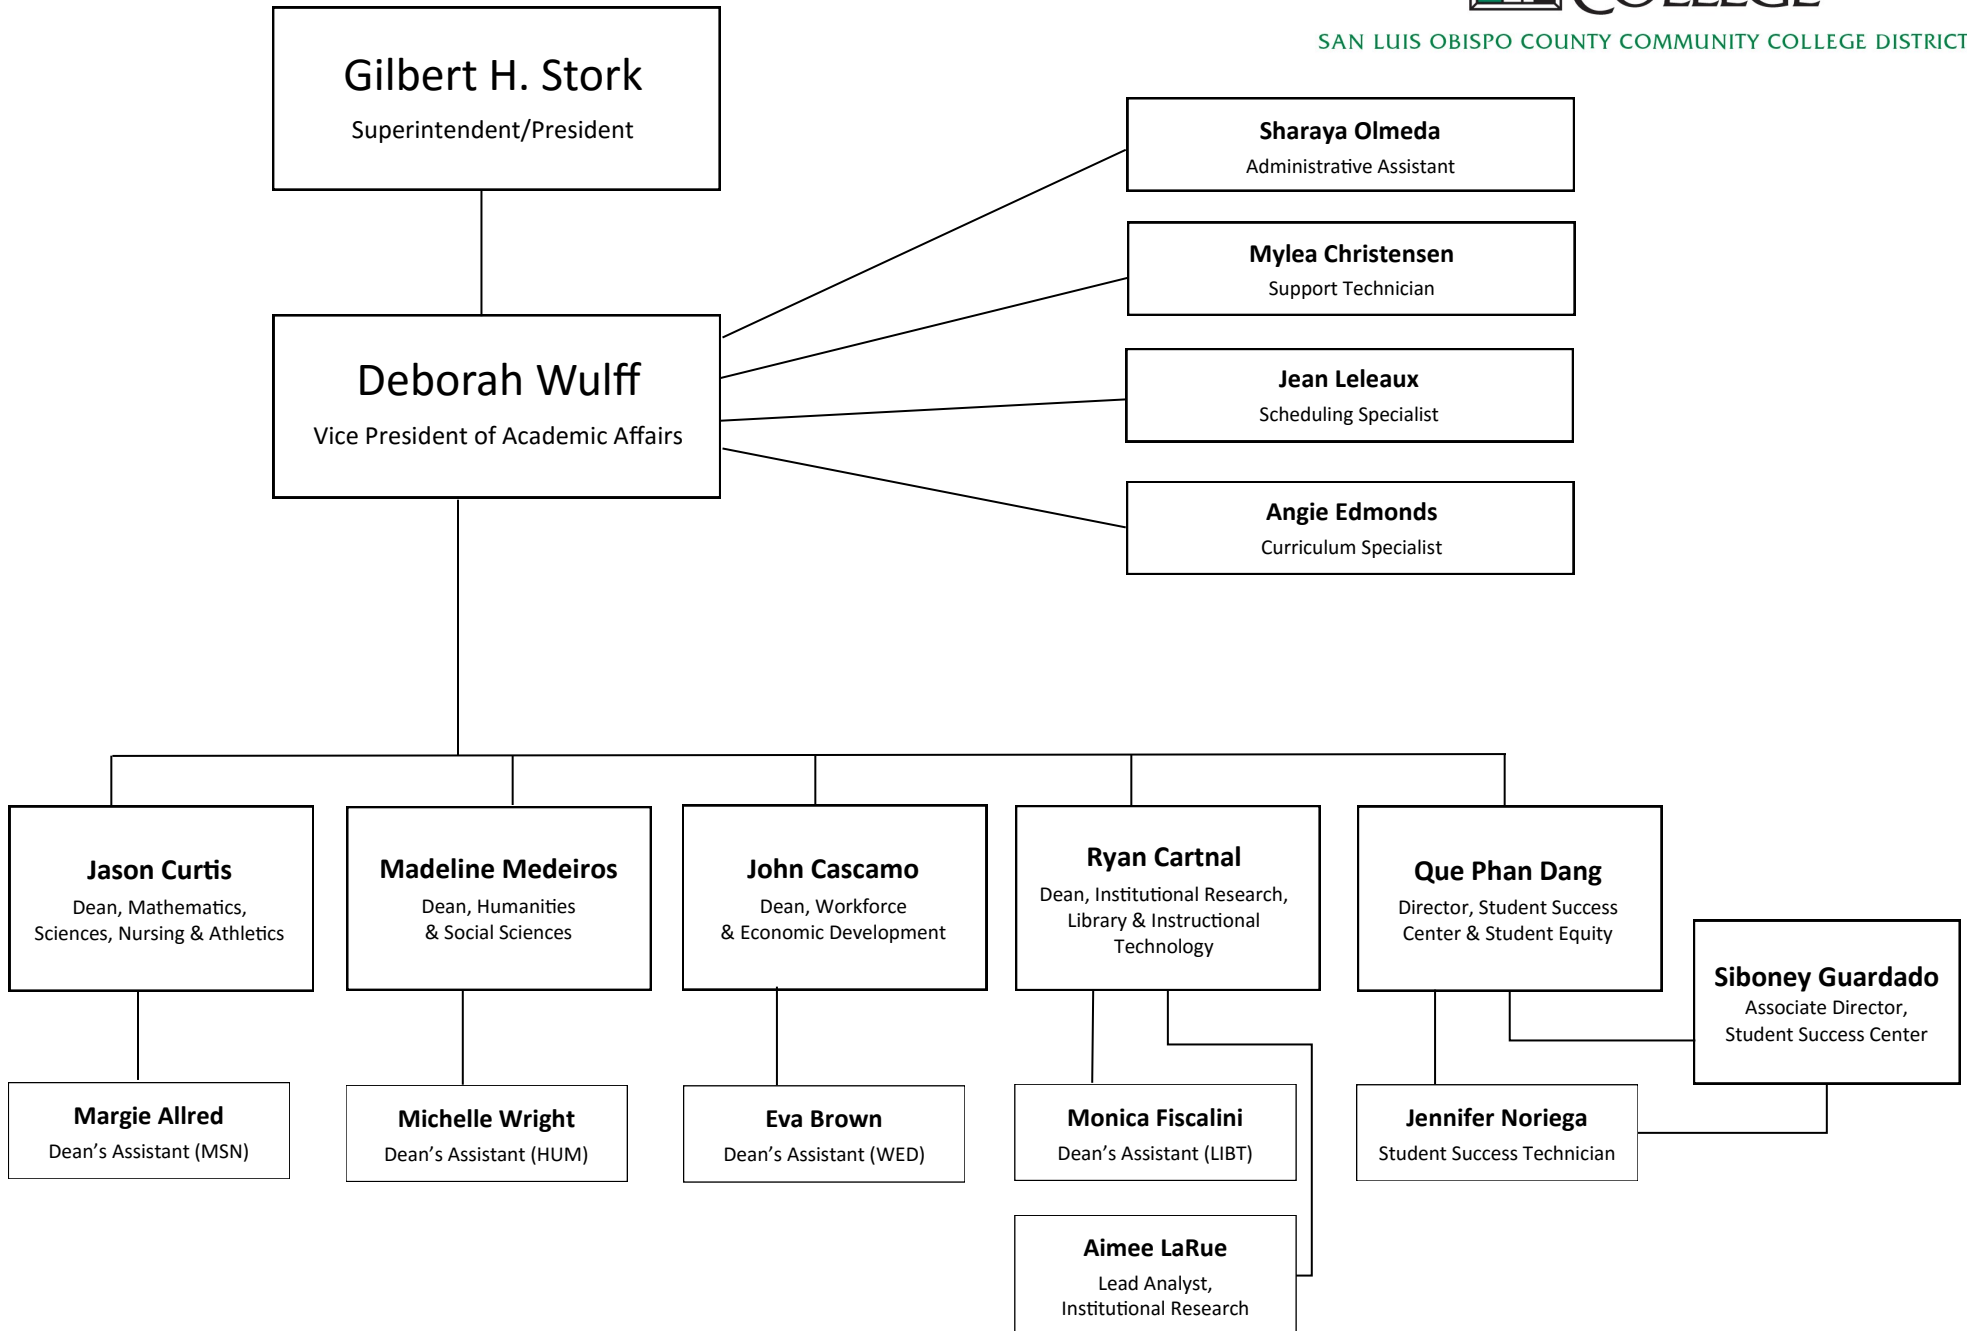 COLLEGE
SAN LUIS OBISPO COUNTY COMMUNITY COLLEGE DISTRICT
Gilbert H. Stork
Superintendent/President
Sharaya Olmeda
Administrative Assistant
Mylea Christensen
Support Technician
Deborah Wulff
Vice President of Academic Affairs
Jean Leleaux
Scheduling Specialist
Angie Edmonds
Curriculum Specialist
Jason Curtis
Dean, Mathematics,
Sciences, Nursing & Athletics
Madeline Medeiros
Dean, Humanities
& Social Sciences
John Cascamo
Dean, Workforce
& Economic Development
Ryan Cartnal
Dean, Institutional Research,
Library & Instructional
Technology
Que Phan Dang
Director, Student Success
Center & Student Equity
Siboney Guardado
Associate Director,
Student Success Center
Margie Allred
Dean’s Assistant (MSN)
Michelle Wright
Dean’s Assistant (HUM)
Eva Brown
Dean’s Assistant (WED)
Monica Fiscalini
Dean’s Assistant (LIBT)
Jennifer Noriega
Student Success Technician
Aimee LaRue
Lead Analyst,
Institutional Research